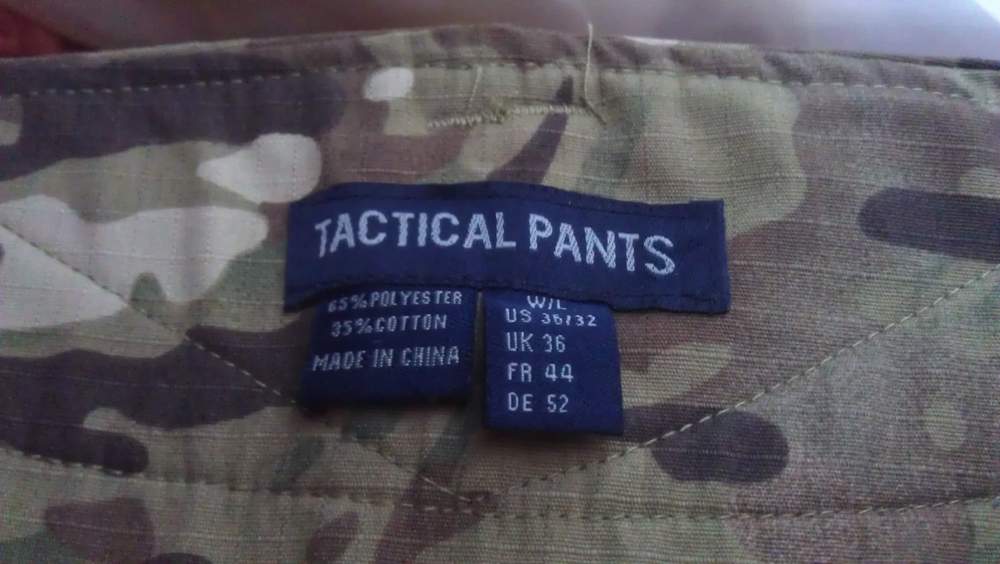 TACTICAL PANTS
65%POLYESTER
35%COTTON
MADE IN CHINA
W/L
US 36/32
UK 36
FR 44
DE 52